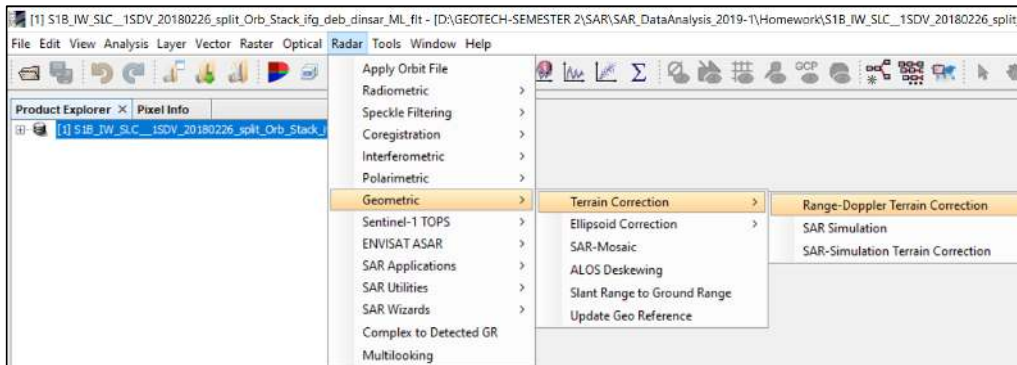 [1] S1B_IW_SLC__1SDV_20180226_split_Orb_Stack_ifg_deb_dinsar_ML_flt - [D:\GEOTECH-SEMESTER 2\SAR\SAR_DataAnalysis_2019-1\Homework\S1B_IW_SLC__1SDV_20180226_split_
File Edit View Analysis Layer Vector Raster Optical Radar Tools Window Help
Apply Orbit File
GCP
Radiometric
Product Explorer × Pixel Info
Speckle Filtering
[1] S1B_IW_SLC__1SDV_20180226_split_Orb_Stack_i
Coregistration
Interferometric
Polarimetric
Geometric Terrain Correction Range-Doppler Terrain Correction
Sentinel-1 TOPS Ellipsoid Correction SAR Simulation
ENVISAT ASAR SAR-Mosaic SAR-Simulation Terrain Correction
SAR Applications ALOS Deskewing
SAR Utilities Slant Range to Ground Range
SAR Wizards Update Geo Reference
Complex to Detected GR
Multilooking